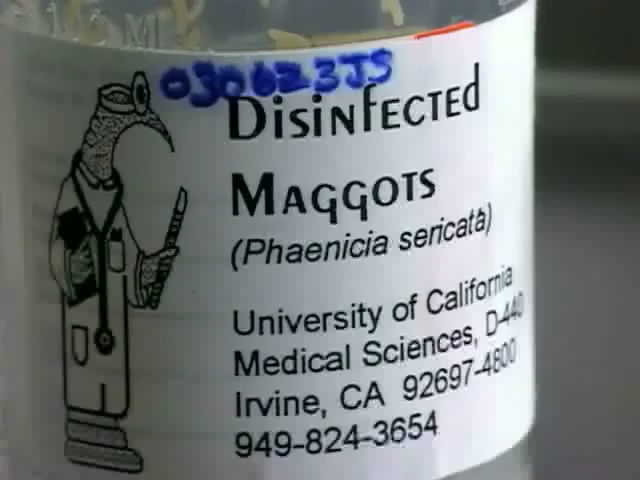 030623JS
Disinfected
Maggots
(Phaenicia sericata)
University of California
Medical Sciences, D-440
Irvine, CA 92697-4800
949-824-3654